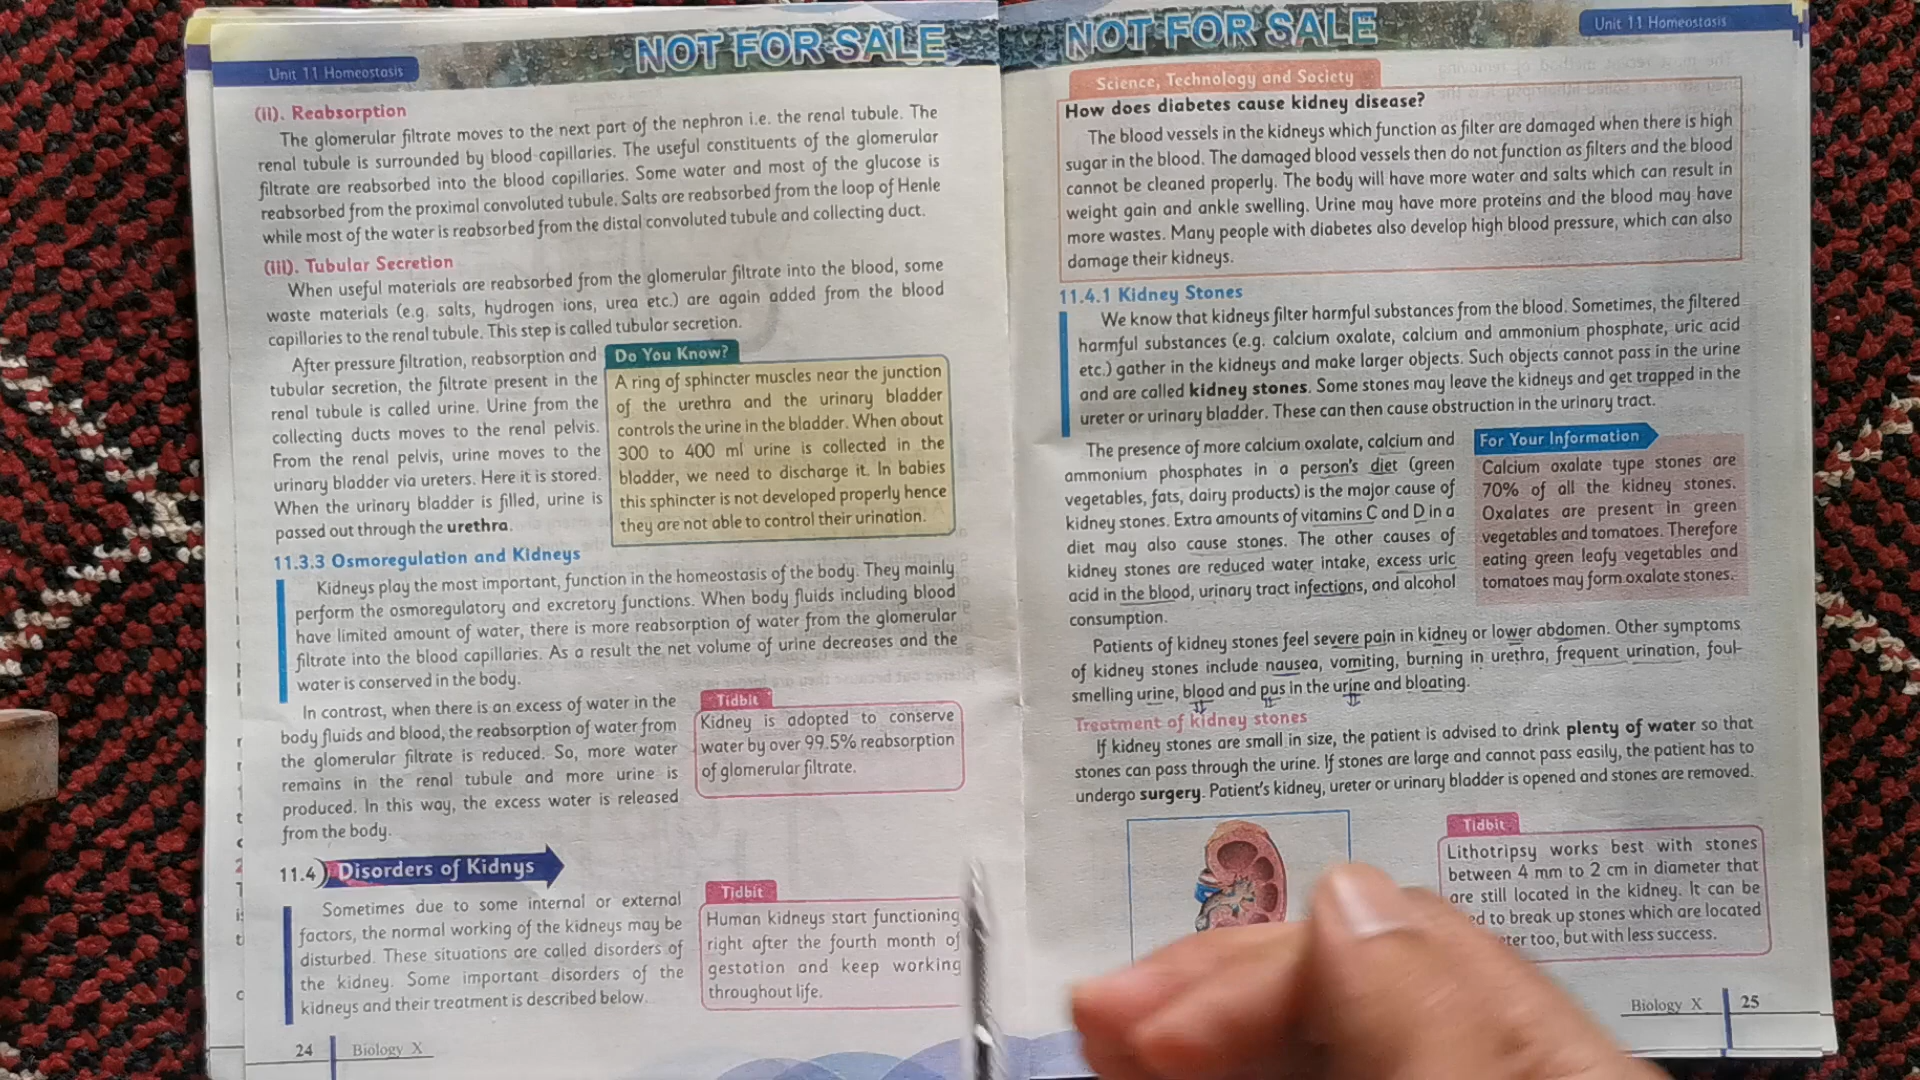 NOT FOR SALE
Unit 11 Homeostasis
(ii). Reabsorption
The glomerular filtrate moves to the next part of the nephron i.e. the renal tubule. The
renal tubule is surrounded by blood capillaries. The useful constituents of the glomerular
filtrate are reabsorbed into the blood capillaries. Some water and most of the glucose is
reabsorbed from the proximal convoluted tubule. Salts are reabsorbed from the loop of Henle
while most of the water is reabsorbed from the distal convoluted tubule and collecting duct.
(iii). Tubular Secretion
When useful materials are reabsorbed from the glomerular filtrate into the blood, some
waste materials (e.g. salts, hydrogen ions, urea etc.) are again added from the blood
capillaries to the renal tubule. This step is called tubular secretion.
After pressure filtration, reabsorption and
tubular secretion, the filtrate present in the
renal tubule is called urine. Urine from the
collecting ducts moves to the renal pelvis.
From the renal pelvis, urine moves to the
urinary bladder via ureters. Here it is stored.
When the urinary bladder is filled, urine is
passed out through the urethra.
Do You Know?
A ring of sphincter muscles near the junction
of the urethra and the urinary bladder
controls the urine in the bladder. When about
300 to 400 ml urine is collected in the
bladder, we need to discharge it. In babies
this sphincter is not developed properly hence
they are not able to control their urination.
11.3.3 Osmoregulation and Kidneys
Kidneys play the most important, function in the homeostasis of the body. They mainly
perform the osmoregulatory and excretory functions. When body fluids including blood
have limited amount of water, there is more reabsorption of water from the glomerular
filtrate into the blood capillaries. As a result the net volume of urine decreases and the
water is conserved in the body.
In contrast, when there is an excess of water in the
body fluids and blood, the reabsorption of water from
the glomerular filtrate is reduced. So, more water
remains in the renal tubule and more urine is
produced. In this way, the excess water is released
from the body.
Tidbit
Kidney is adopted to conserve
water by over 99.5% reabsorption
of glomerular filtrate.
11.4) Disorders of Kidnys
Sometimes due to some internal or external
factors, the normal working of the kidneys may be
disturbed. These situations are called disorders of
the kidney. Some important disorders of the
kidneys and their treatment is described below.
Tidbit
Human kidneys start functioning
right after the fourth month of
gestation and keep working
throughout life.
24 Biology X
NOT FOR SALE
Unit 11 Homeostasis
Science, Technology and Society
How does diabetes cause kidney disease?
The blood vessels in the kidneys which function as filter are damaged when there is high
sugar in the blood. The damaged blood vessels then do not function as filters and the blood
cannot be cleaned properly. The body will have more water and salts which can result in
weight gain and ankle swelling. Urine may have more proteins and the blood may have
more wastes. Many people with diabetes also develop high blood pressure, which can also
damage their kidneys.
11.4.1 Kidney Stones
We know that kidneys filter harmful substances from the blood. Sometimes, the filtered
harmful substances (e.g. calcium oxalate, calcium and ammonium phosphate, uric acid
etc.) gather in the kidneys and make larger objects. Such objects cannot pass in the urine
and are called kidney stones. Some stones may leave the kidneys and get trapped in the
ureter or urinary bladder. These can then cause obstruction in the urinary tract.
The presence of more calcium oxalate, calcium and
ammonium phosphates in a person's diet (green
vegetables, fats, dairy products) is the major cause of
kidney stones. Extra amounts of vitamins C and D in a
diet may also cause stones. The other causes of
kidney stones are reduced water intake, excess uric
acid in the blood, urinary tract infections, and alcohol
consumption.
For Your Information
Calcium oxalate type stones are
70% of all the kidney stones.
Oxalates are present in green
vegetables and tomatoes. Therefore
eating green leafy vegetables and
tomatoes may form oxalate stones.
Patients of kidney stones feel severe pain in kidney or lower abdomen. Other symptoms
of kidney stones include nausea, vomiting, burning in urethra, frequent urination, foul-
smelling urine, blood and pus in the urine and bloating.
Treatment of kidney stones
If kidney stones are small in size, the patient is advised to drink plenty of water so that
stones can pass through the urine. If stones are large and cannot pass easily, the patient has to
undergo surgery. Patient's kidney, ureter or urinary bladder is opened and stones are removed.
Tidbit
Lithotripsy works best with stones
between 4 mm to 2 cm in diameter that
are still located in the kidney. It can be
to break up stones which are located
too, but with less success.
Biology X 25